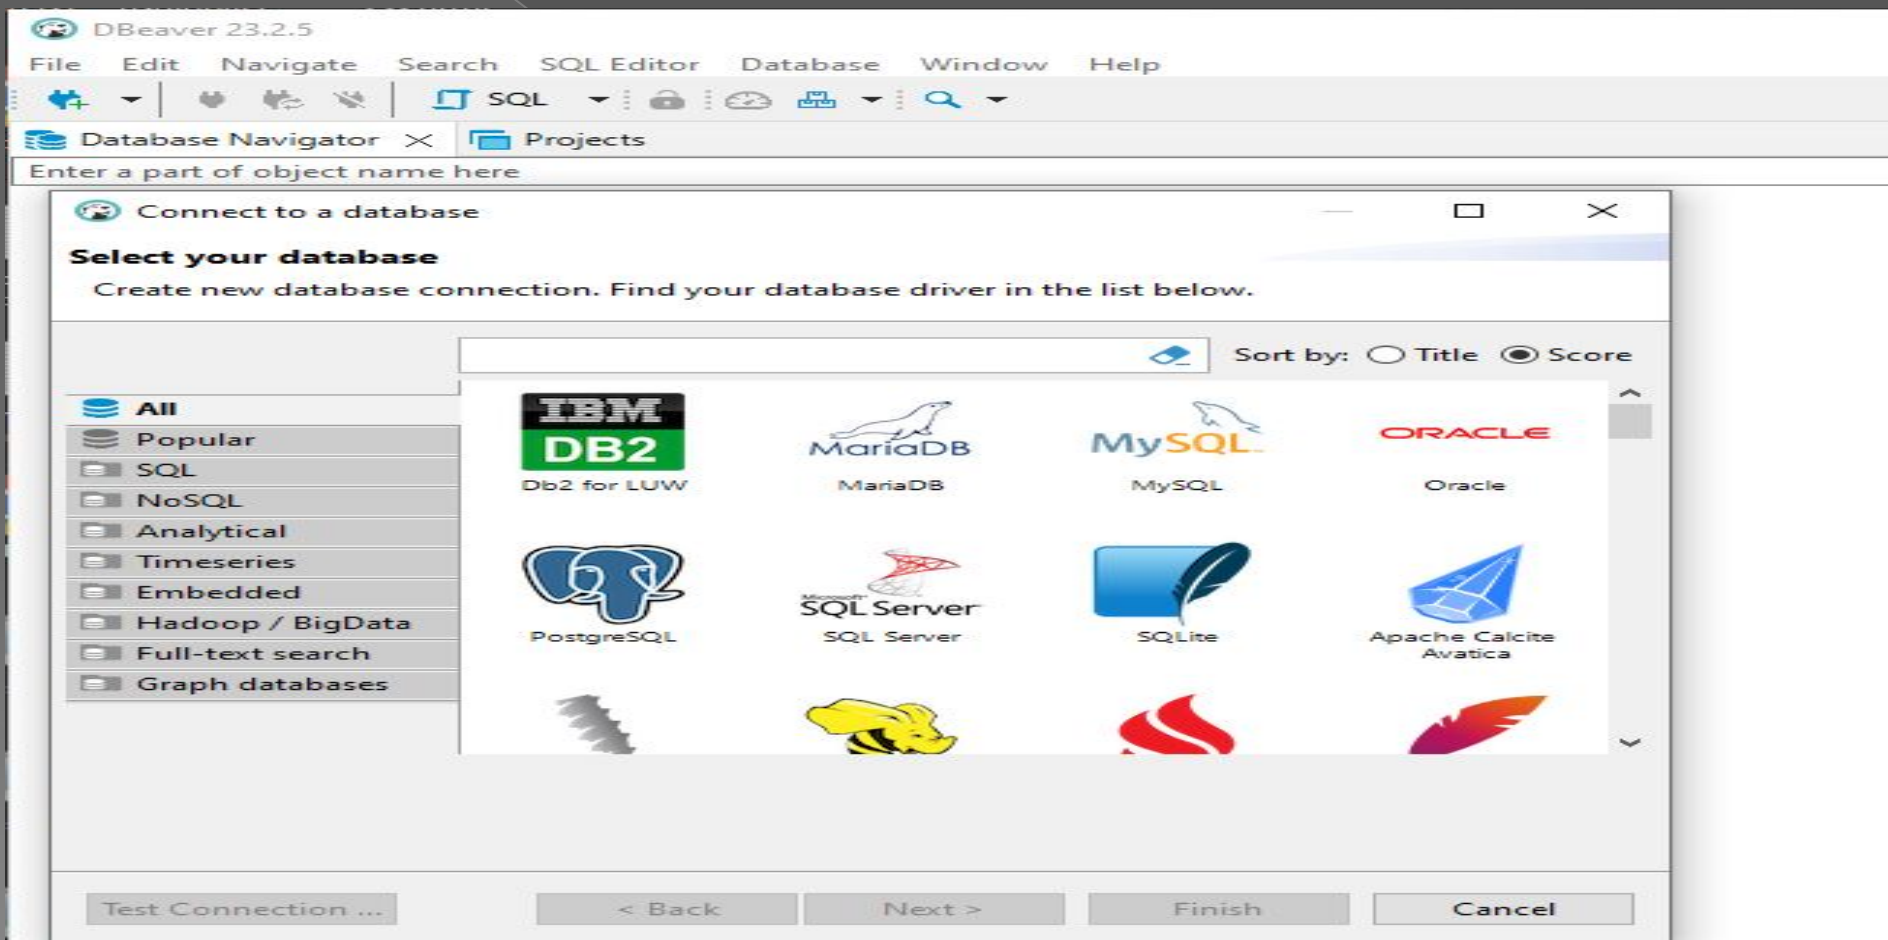 DBeaver 23.2.5
File Edit Navigate Search SQL Editor Database Window Help
SQL
Database Navigator Projects
Enter a part of object name here
Connect to a database
Select your database
Create new database connection. Find your database driver in the list below.
Sort by: Title Score
All
Popular
SQL
NoSQL
Analytical
Timeseries
Embedded
Hadoop / BigData
Full-text search
Graph databases
IBM
DB2
MariaDB
MySQL
ORACLE
Db2 for LUW
MariaDB
MySQL
Oracle
Microsoft
SQL Server
PostgreSQL
SQL Server
SQLite
Apache Calcite
Avatica
Test Connection ...
< Back
Next >
Finish
Cancel